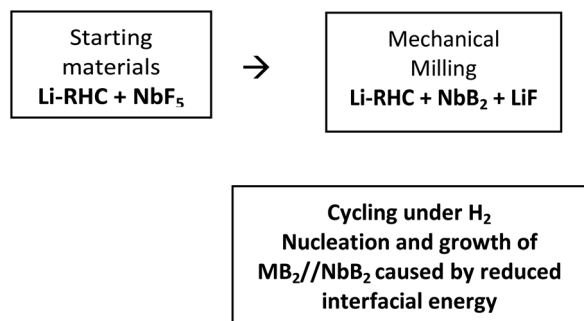 Starting
materials
Li-RHC + NbF₅
→
Mechanical
Milling
Li-RHC + NbB₂ + LiF
Cycling under H₂
Nucleation and growth of
MB₂//NbB₂ caused by reduced
interfacial energy